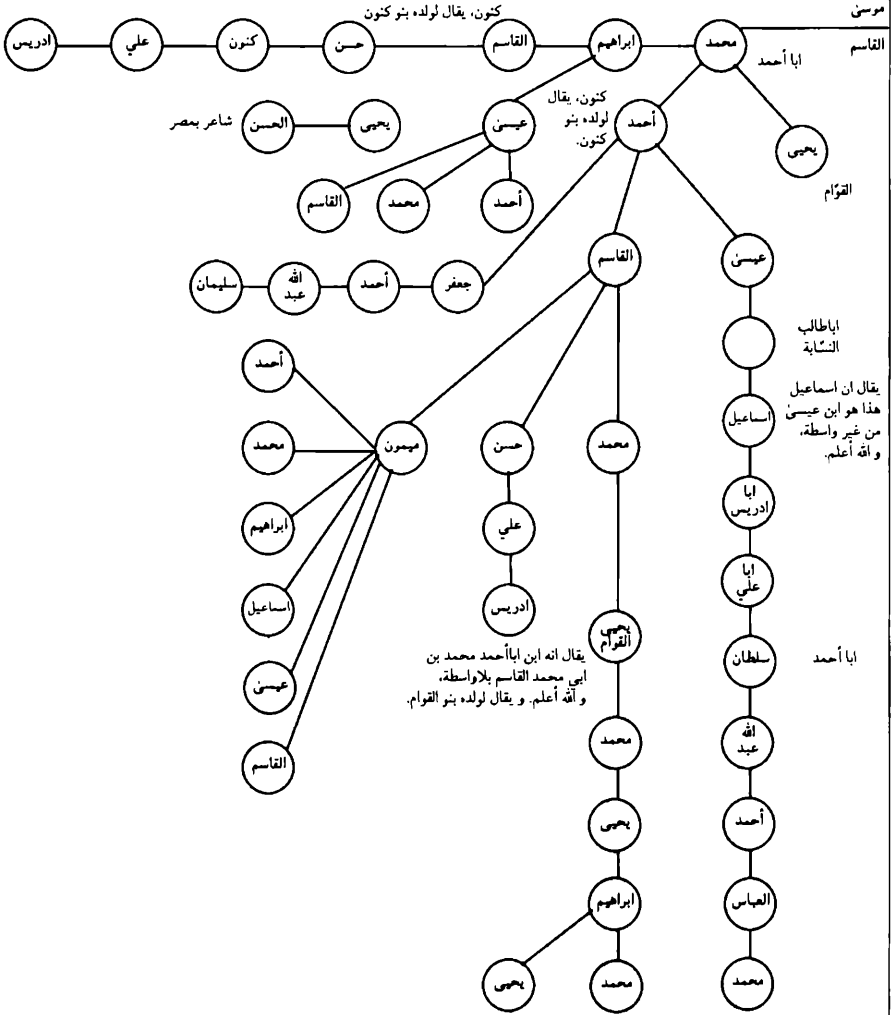 موسىٰ
القاسم
كنون، يقال لولده بنو كنون
محمد
ابراهيم
القاسم
حسن
كنون
علي
ادريس
ابا أحمد
كنون، يقال
لولده بنو
كنون.
أحمد
يحيى
عيسىٰ
يحيى
الحسن
شاعر بمصر
القوّام
أحمد
محمد
القاسم
عيسىٰ
القاسم
جعفر
أحمد
الله
عبد
سليمان
اباطالب
النسّابة
يقال ان اسماعيل
هذا هو ابن عيسىٰ
من غير واسطة،
و الله أعلم.
اسماعيل
أحمد
محمد
حسن
ميمون
محمد
ابا
ادريس
علي
ابراهيم
ابا
علي
ادريس
اسماعيل
يحيى
القوام
يقال انه ابن اباأحمد محمد بن
ابي محمد القاسم بلاواسطة،
و الله أعلم. و يقال لولده بنو القوام.
ابا أحمد
سلطان
عيسىٰ
الله
عبد
محمد
القاسم
أحمد
يحيى
العباس
ابراهيم
محمد
محمد
يحيى